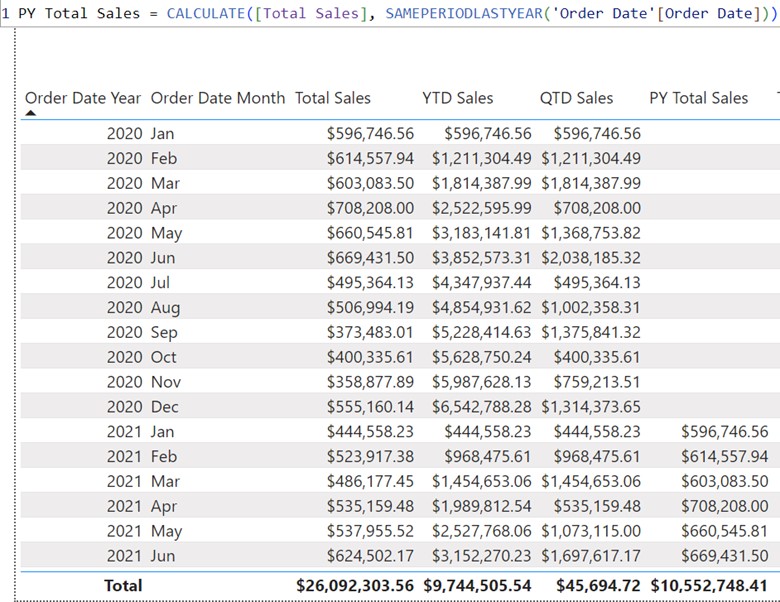 1 PY Total Sales = CALCULATE([Total Sales], SAMEPERIODLASTYEAR('Order Date'[Order Date]))
Order Date Year Order Date Month Total Sales YTD Sales QTD Sales PY Total Sales
2020 Jan $596,746.56 $596,746.56 $596,746.56
2020 Feb $614,557.94 $1,211,304.49 $1,211,304.49
2020 Mar $603,083.50 $1,814,387.99 $1,814,387.99
2020 Apr $708,208.00 $2,522,595.99 $708,208.00
2020 May $660,545.81 $3,183,141.81 $1,368,753.82
2020 Jun $669,431.50 $3,852,573.31 $2,038,185.32
2020 Jul $495,364.13 $4,347,937.44 $495,364.13
2020 Aug $506,994.19 $4,854,931.62 $1,002,358.31
2020 Sep $373,483.01 $5,228,414.63 $1,375,841.32
2020 Oct $400,335.61 $5,628,750.24 $400,335.61
2020 Nov $358,877.89 $5,987,628.13 $759,213.51
2020 Dec $555,160.14 $6,542,788.28 $1,314,373.65
2021 Jan $444,558.23 $444,558.23 $444,558.23 $596,746.56
2021 Feb $523,917.38 $968,475.61 $968,475.61 $614,557.94
2021 Mar $486,177.45 $1,454,653.06 $1,454,653.06 $603,083.50
2021 Apr $535,159.48 $1,989,812.54 $535,159.48 $708,208.00
2021 May $537,955.52 $2,527,768.06 $1,073,115.00 $660,545.81
2021 Jun $624,502.17 $3,152,270.23 $1,697,617.17 $669,431.50
Total $26,092,303.56 $9,744,505.54 $45,694.72 $10,552,748.41